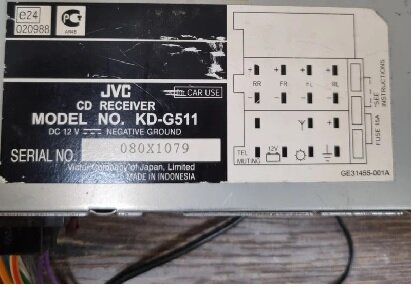 e24
020988
PC
JVC
CAR USE
CD RECEIVER
MODEL NO. KD-G511
DC 12 V NEGATIVE GROUND
SERIAL NO. 080X1079
Victor Company of Japan, Limited
MADE IN INDONESIA
+ + + +
RR FR FL RL
- - - -
+
TEL MUTING
12V
*SEE INSTRUCTIONS
FUSE 15A
GE31455-001A